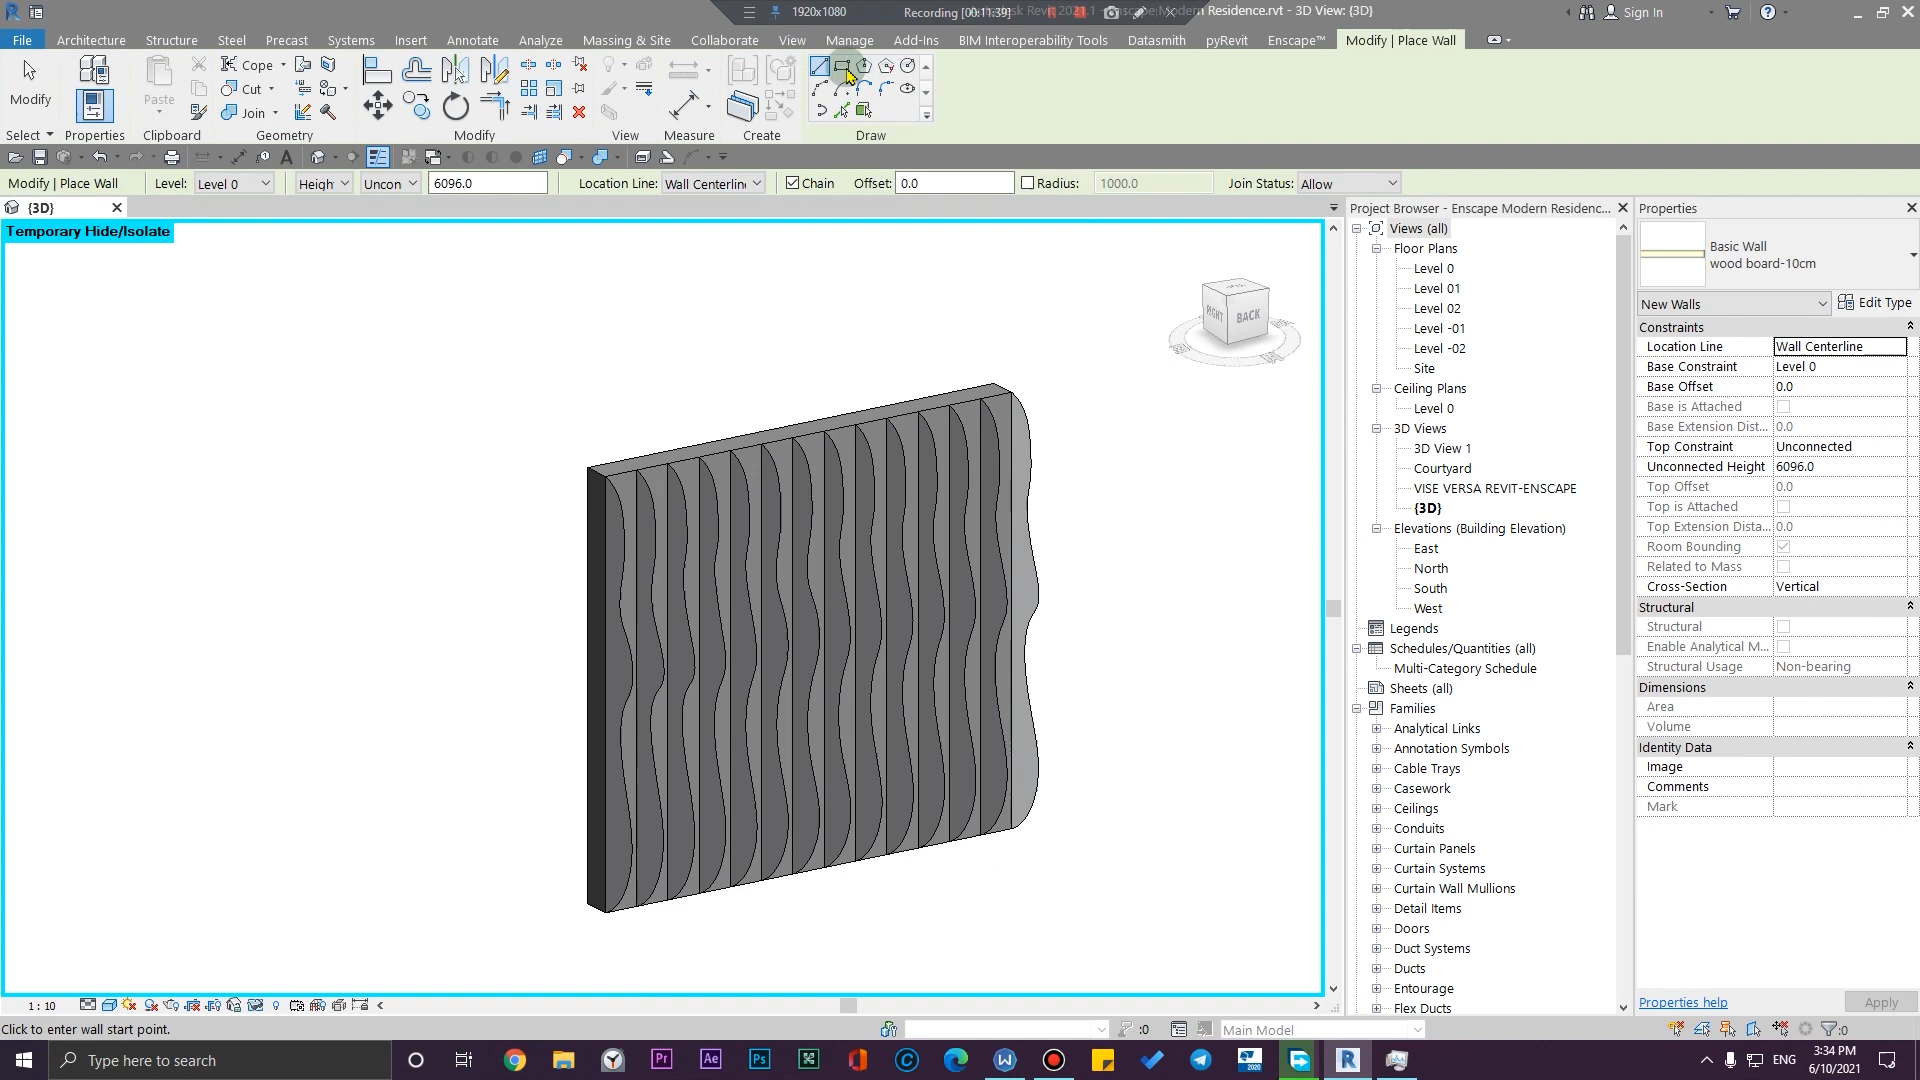 1920x1080
Recording [00:11:39]
Autodesk Revit 2021.1 - Enscape Modern Residence.rvt - 3D View: {3D}
Sign In
File Architecture Structure Steel Precast Systems Insert Annotate Analyze Massing & Site Collaborate View Manage Add-Ins BIM Interoperability Tools Datasmith pyRevit Enscape™ Modify | Place Wall
Modify
Paste
Cope
Cut
Join
Select Properties Clipboard Geometry Modify View Measure Create Draw
Modify | Place Wall Level: Level 0 Heigh Uncon 6096.0 Location Line: Wall Centerlin Chain Offset: 0.0 Radius: 1000.0 Join Status: Allow
{3D}
Temporary Hide/Isolate
RIGHT BACK
Project Browser - Enscape Modern Residenc...
Views (all)
Floor Plans
Level 0
Level 01
Level 02
Level -01
Level -02
Site
Ceiling Plans
Level 0
3D Views
3D View 1
Courtyard
VISE VERSA REVIT-ENSCAPE
{3D}
Elevations (Building Elevation)
East
North
South
West
Legends
Schedules/Quantities (all)
Multi-Category Schedule
Sheets (all)
Families
Analytical Links
Annotation Symbols
Cable Trays
Casework
Ceilings
Conduits
Curtain Panels
Curtain Systems
Curtain Wall Mullions
Detail Items
Doors
Duct Systems
Ducts
Entourage
Flex Ducts
Properties
Basic Wall
wood board-10cm
New Walls Edit Type
Constraints
Location Line Wall Centerline
Base Constraint Level 0
Base Offset 0.0
Base is Attached
Base Extension Dist... 0.0
Top Constraint Unconnected
Unconnected Height 6096.0
Top Offset 0.0
Top is Attached
Top Extension Dista... 0.0
Room Bounding
Related to Mass
Cross-Section Vertical
Structural
Structural
Enable Analytical M...
Structural Usage Non-bearing
Dimensions
Area
Volume
Identity Data
Image
Comments
Mark
Properties help Apply
1 : 10
Click to enter wall start point.
:0
Main Model
:0
Type here to search
ENG
3:34 PM
6/10/2021